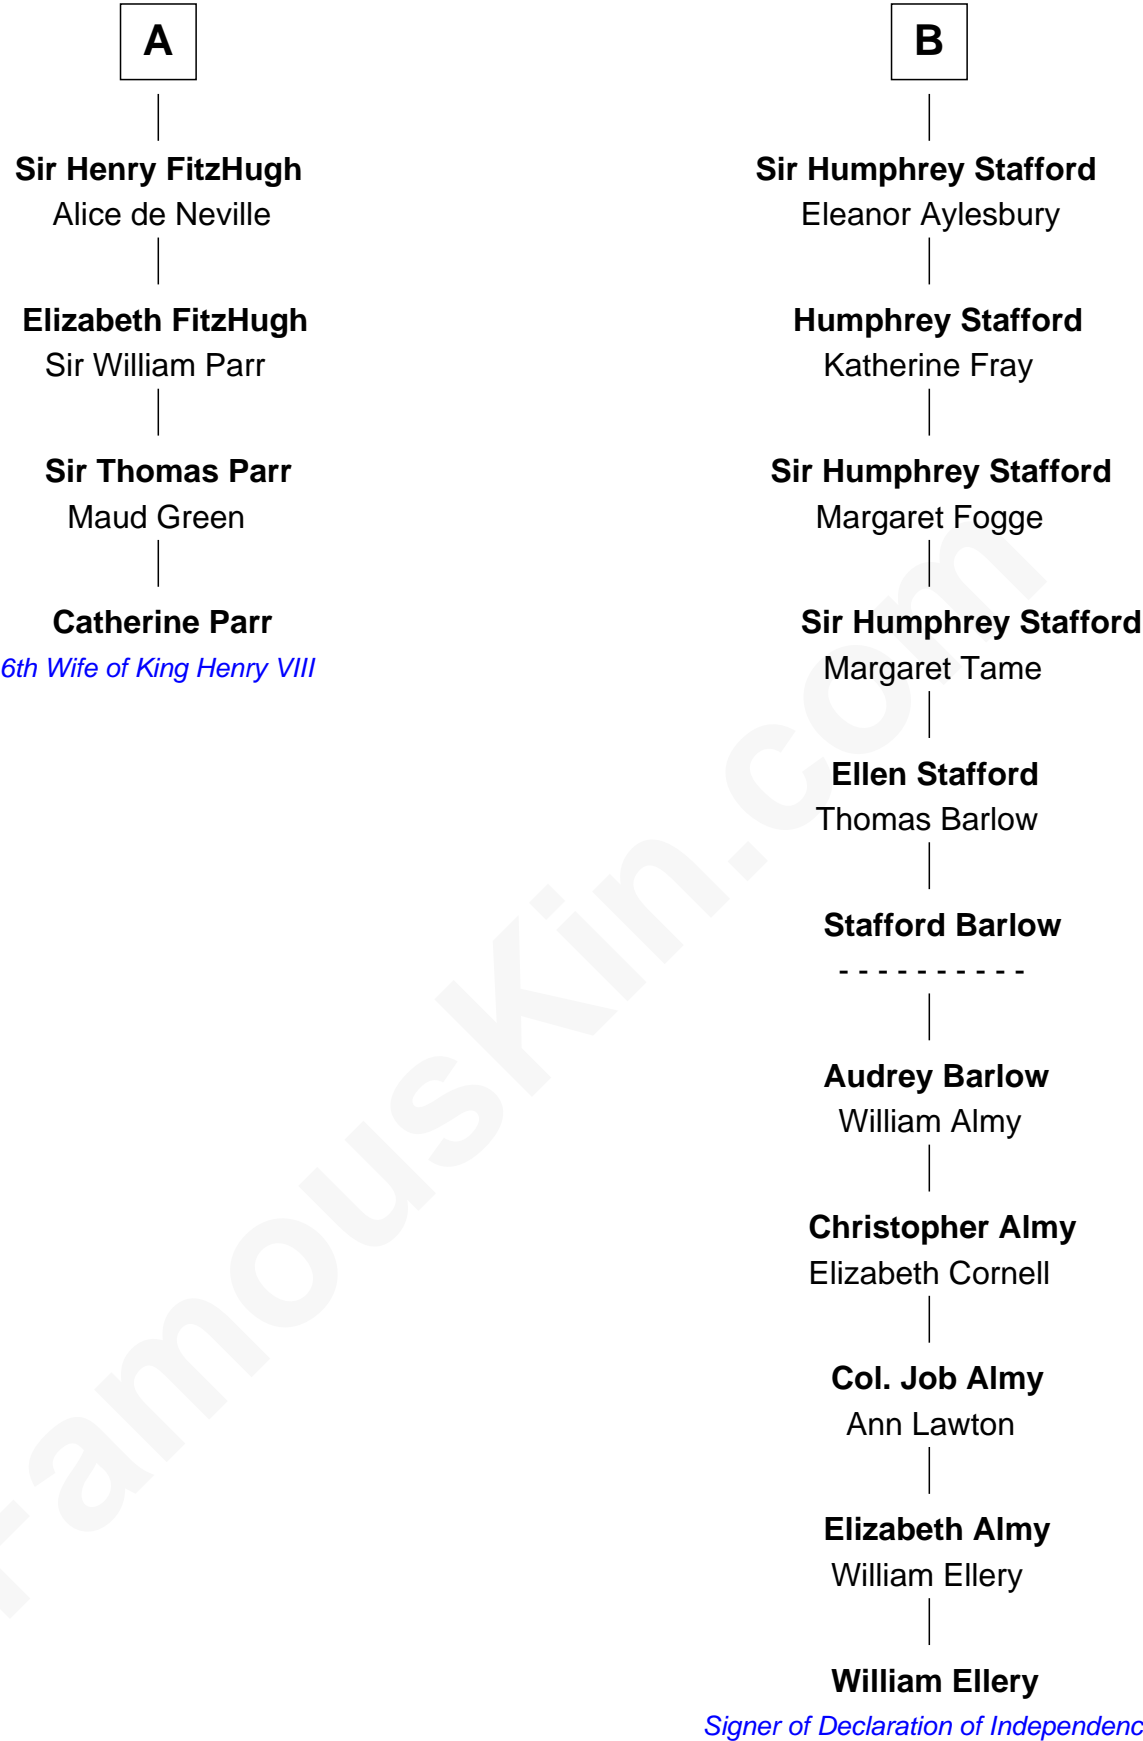 A
Sir Henry FitzHugh
Alice de Neville
Elizabeth FitzHugh
Sir William Parr
Sir Thomas Parr
Maud Green
Catherine Parr
6th Wife of King Henry VIII
B
Sir Humphrey Stafford
Eleanor Aylesbury
Humphrey Stafford
Katherine Fray
Sir Humphrey Stafford
Margaret Fogge
Sir Humphrey Stafford
Margaret Tame
Ellen Stafford
Thomas Barlow
Stafford Barlow
- - - - - - - - - -
Audrey Barlow
William Almy
Christopher Almy
Elizabeth Cornell
Col. Job Almy
Ann Lawton
Elizabeth Almy
William Ellery
William Ellery
Signer of Declaration of Independenc
FamousKin.com